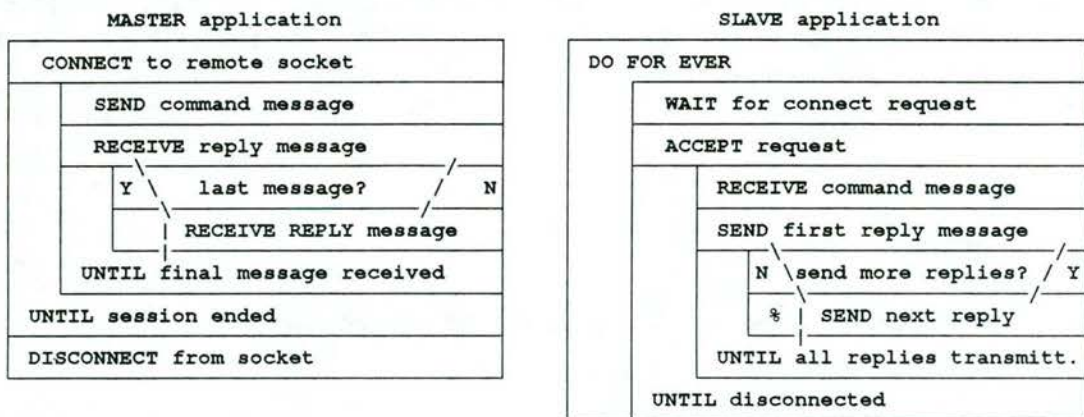 MASTER application
CONNECT to remote socket
SEND command message
RECEIVE reply message
Y last message? N
RECEIVE REPLY message
UNTIL final message received
UNTIL session ended
DISCONNECT from socket
SLAVE application
DO FOR EVER
WAIT for connect request
ACCEPT request
RECEIVE command message
SEND first reply message
N send more replies? Y
% SEND next reply
UNTIL all replies transmitt.
UNTIL disconnected